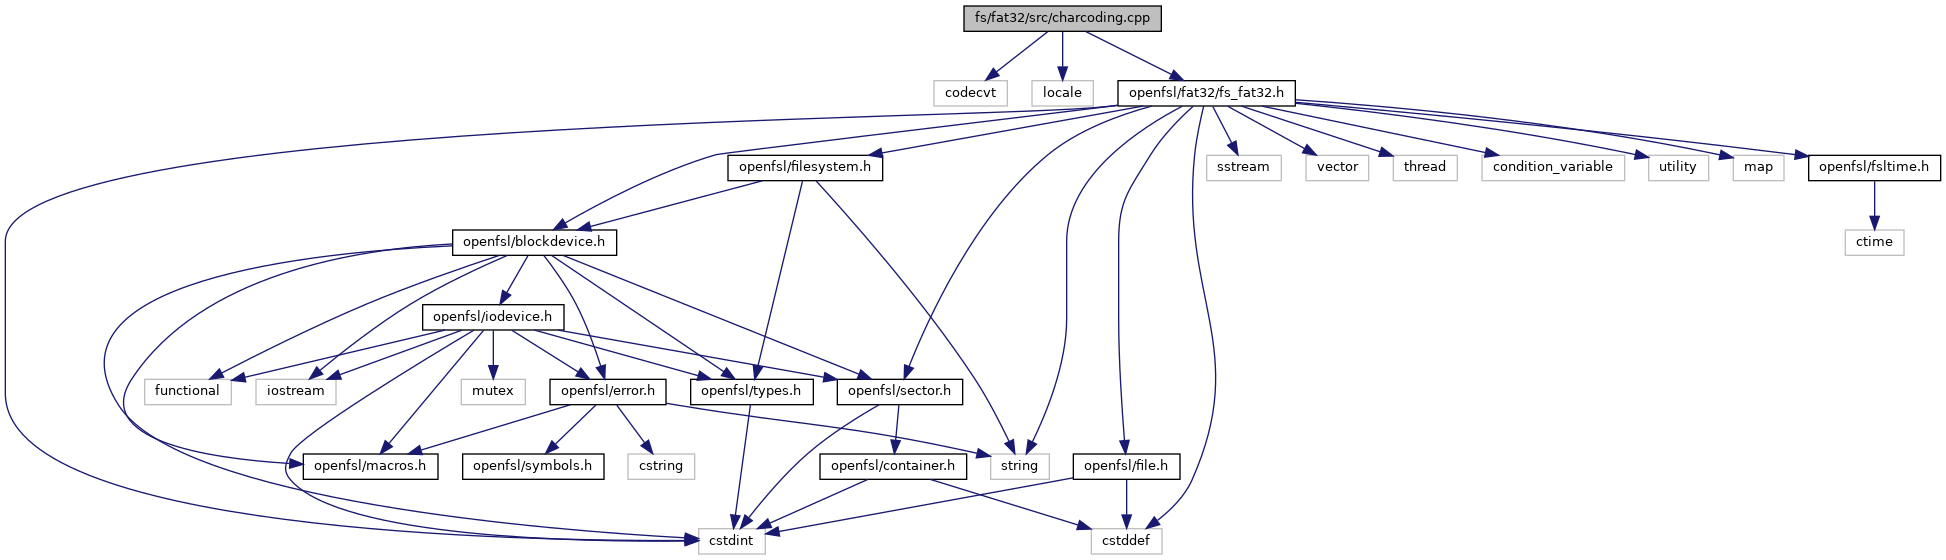 fs/fat32/src/charcoding.cpp
codecvt
locale
openfsl/fat32/fs_fat32.h
openfsl/filesystem.h
sstream
vector
thread
condition_variable
utility
map
openfsl/fsltime.h
openfsl/blockdevice.h
ctime
openfsl/iodevice.h
functional
iostream
mutex
openfsl/error.h
openfsl/types.h
openfsl/sector.h
openfsl/macros.h
openfsl/symbols.h
cstring
openfsl/container.h
string
openfsl/file.h
cstdint
cstddef